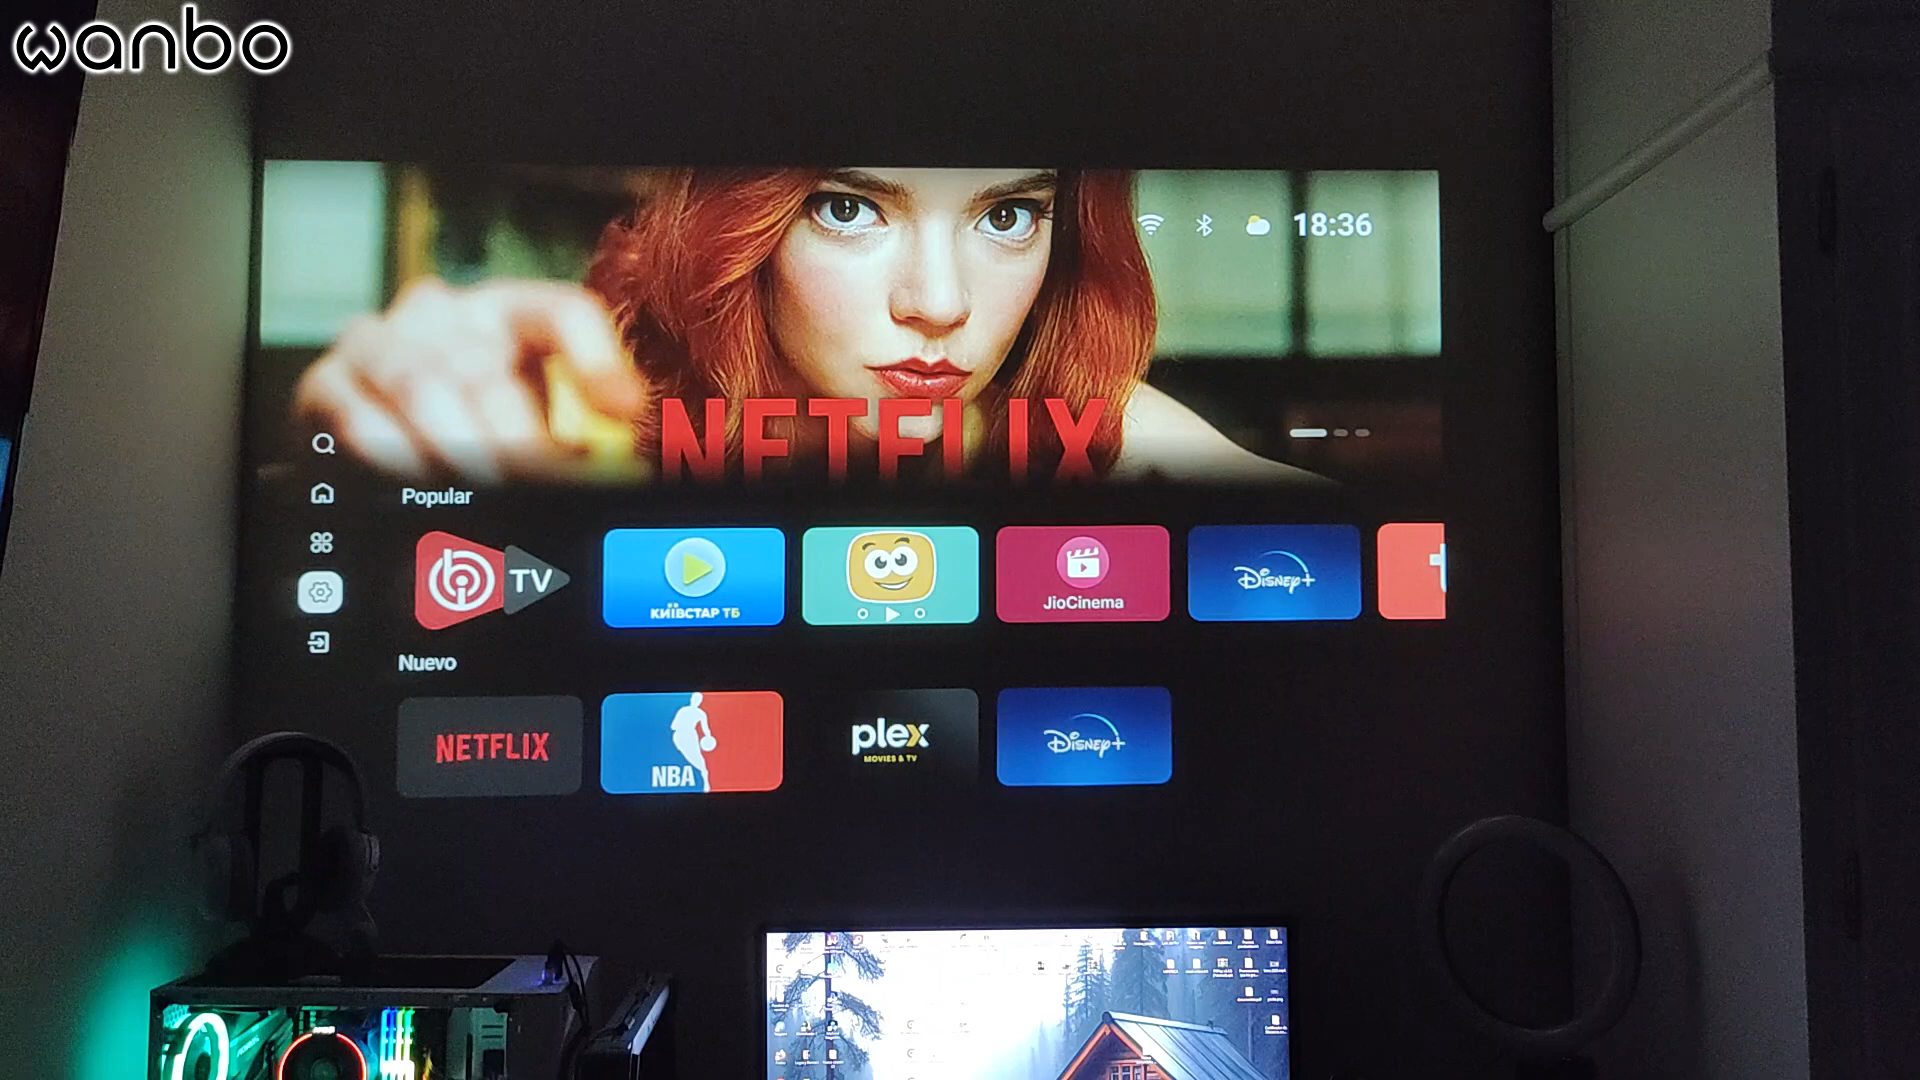 wanbo
18:36
NETFLIX
Popular
TV
КИЇВСТАР ТБ
JioCinema
Disney+
t
Nuevo
NETFLIX
NBA
plex
MOVIES & TV
Disney+